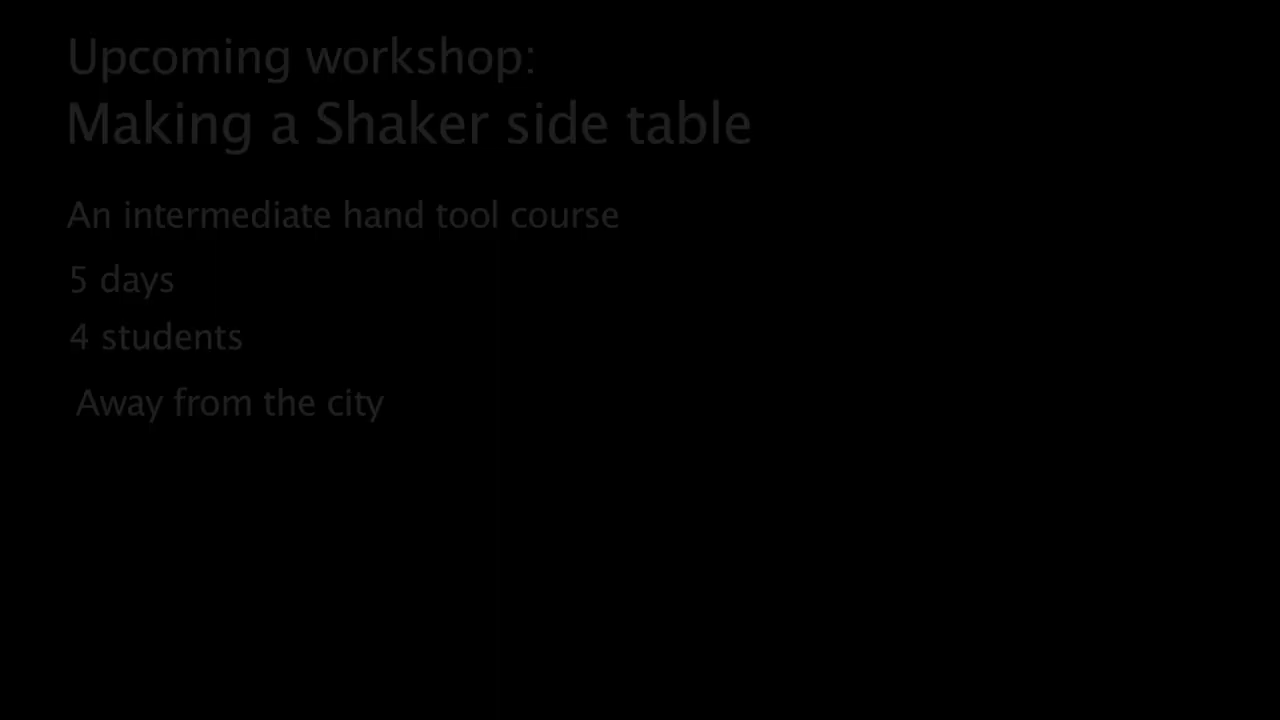 Upcoming workshop:
Making a Shaker side table
An intermediate hand tool course
5 days
4 students
Away from the city